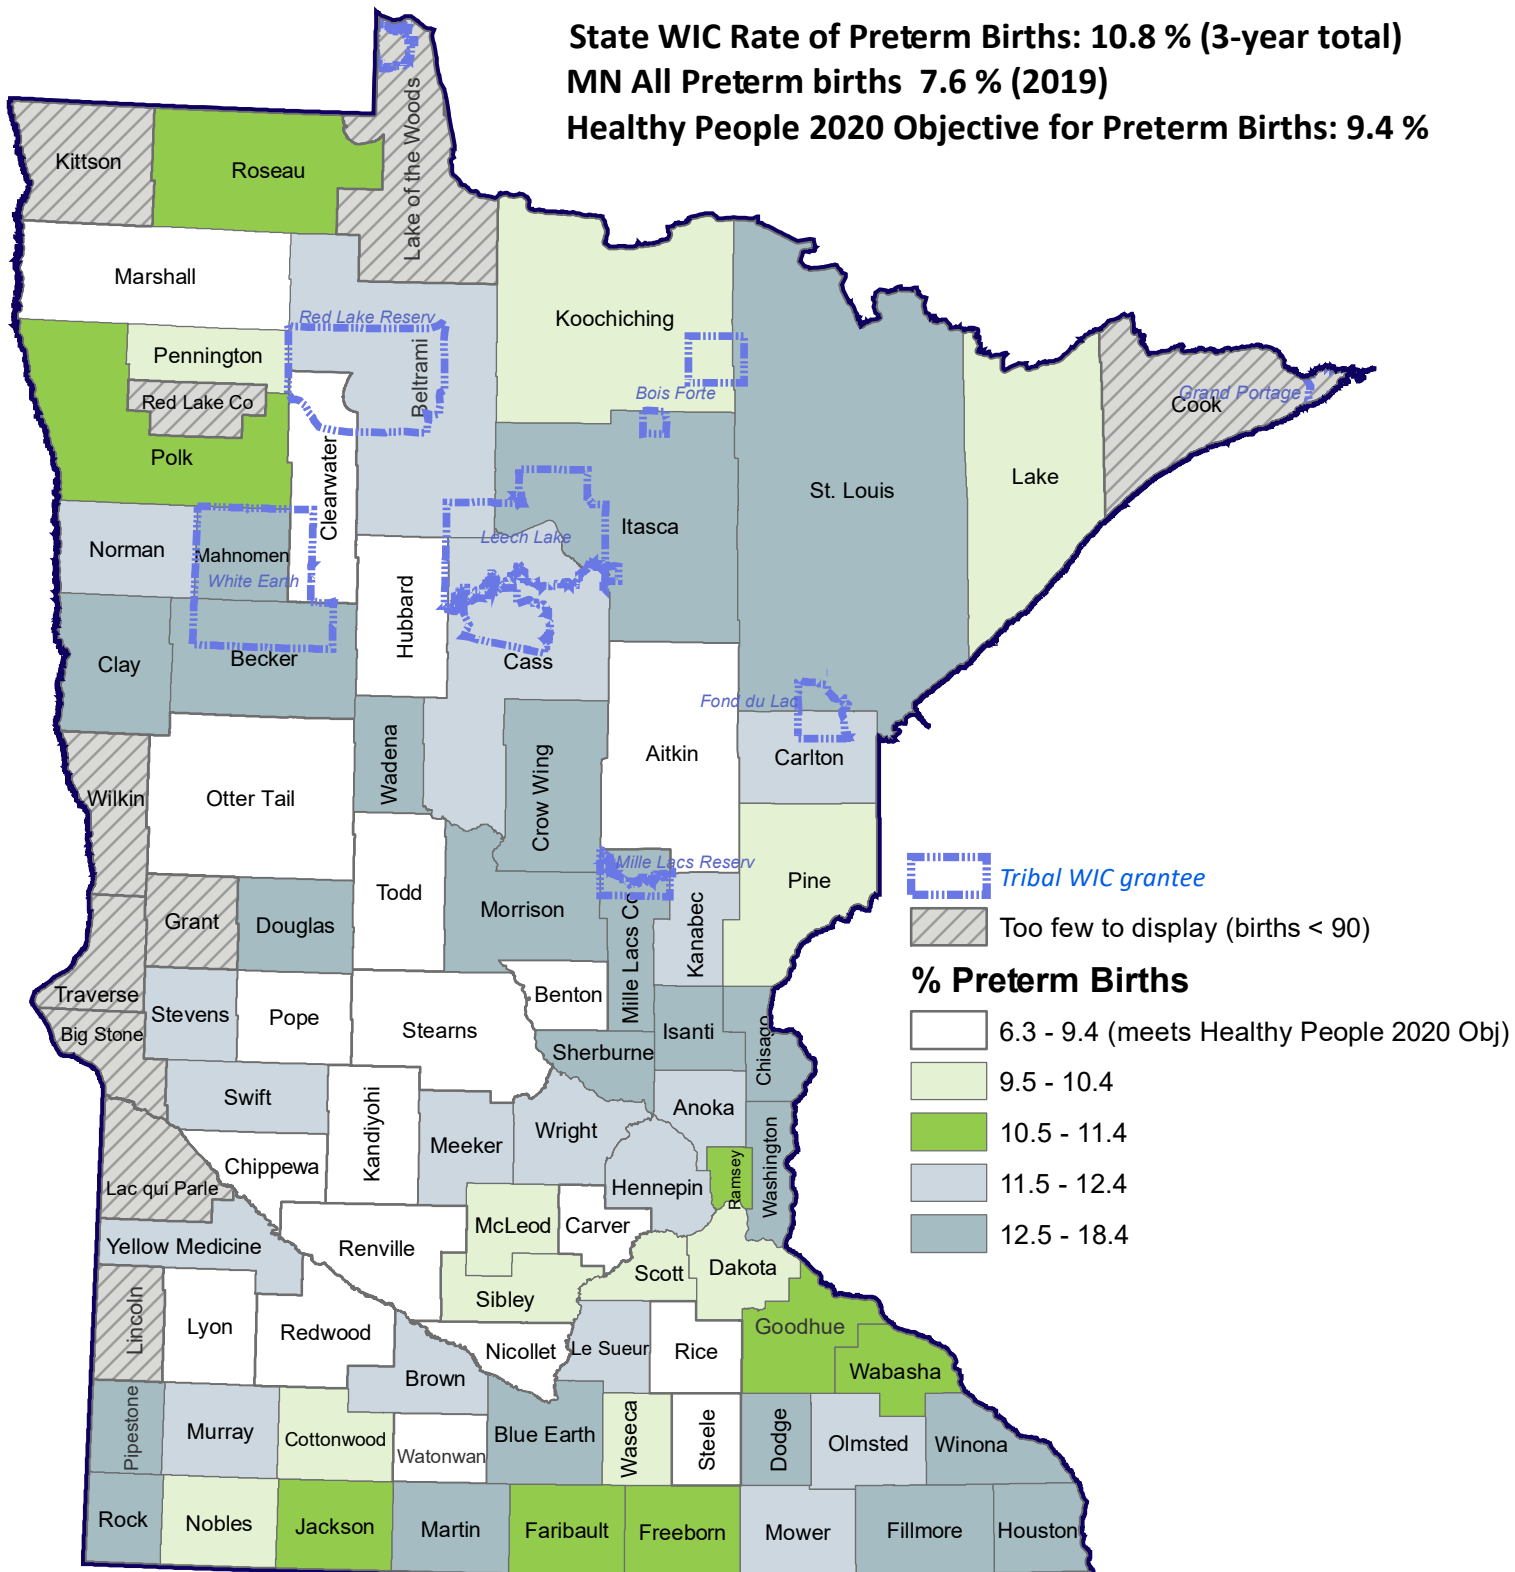 State WIC Rate of Preterm Births: 10.8 % (3-year total)
MN All Preterm births 7.6 % (2019)
Healthy People 2020 Objective for Preterm Births: 9.4 %
Kittson
Roseau
Lake of the Woods
Marshall
Koochiching
Red Lake Reserv
Pennington
Beltrami
Bois Forte
Red Lake Co
Grand Portage
Cook
Polk
Clearwater
Lake
St. Louis
Itasca
Leech Lake
Norman
Mahnomen
White Earth
Hubbard
Clay
Becker
Cass
Fond du Lac
Wadena
Aitkin
Carlton
Crow Wing
Wilkin
Otter Tail
Mille Lacs Reserv
Pine
Tribal WIC grantee
Todd
Morrison
Grant
Douglas
Mille Lacs Co
Kanabec
Too few to display (births < 90)
% Preterm Births
Traverse
Stevens
Pope
Benton
Big Stone
Stearns
Isanti
Chisago
6.3 - 9.4 (meets Healthy People 2020 Obj)
Sherburne
9.5 - 10.4
Swift
Anoka
Kandiyohi
Meeker
Wright
Washington
10.5 - 11.4
Chippewa
Ramsey
Lac qui Parle
Hennepin
11.5 - 12.4
McLeod
Carver
12.5 - 18.4
Yellow Medicine
Renville
Scott
Dakota
Sibley
Lincoln
Lyon
Redwood
Goodhue
Nicollet
Le Sueur
Rice
Wabasha
Brown
Pipestone
Murray
Cottonwood
Watonwan
Blue Earth
Waseca
Steele
Dodge
Olmsted
Winona
Rock
Nobles
Jackson
Martin
Faribault
Freeborn
Mower
Fillmore
Houston